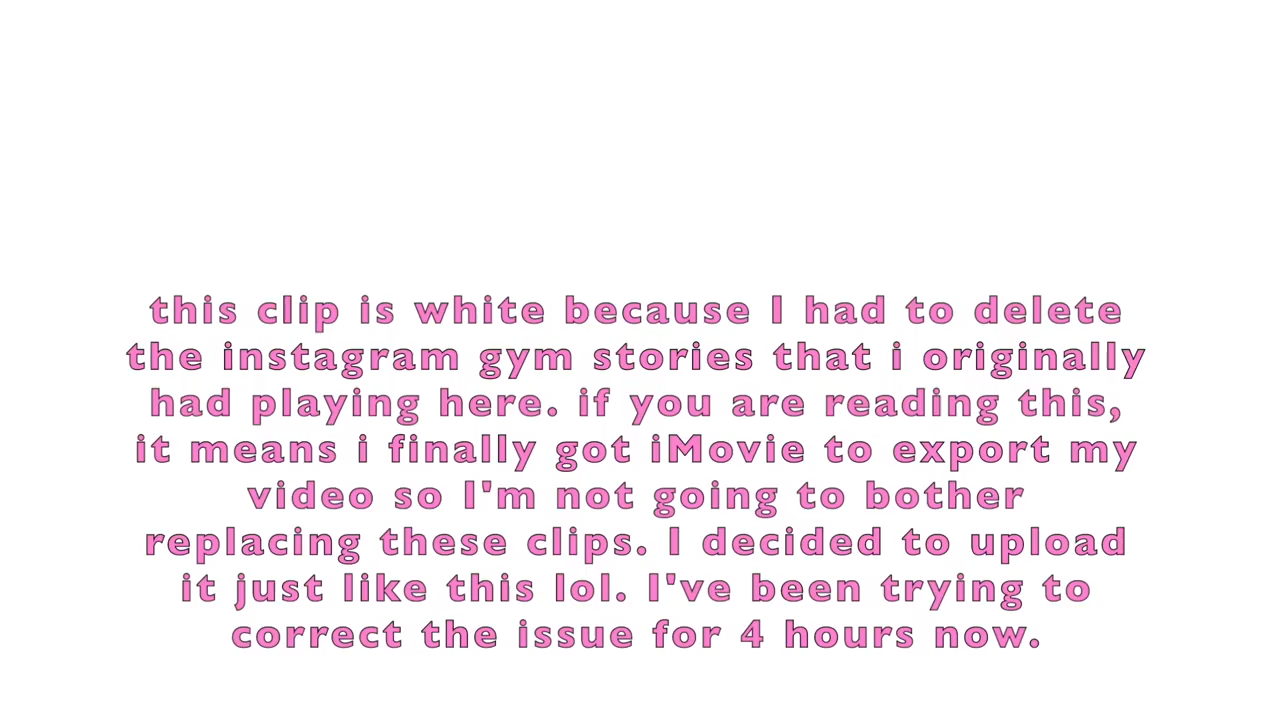 this clip is white because I had to delete
the instagram gym stories that i originally
had playing here. if you are reading this,
it means i finally got iMovie to export my
video so I'm not going to bother
replacing these clips. I decided to upload
it just like this lol. I've been trying to
correct the issue for 4 hours now.